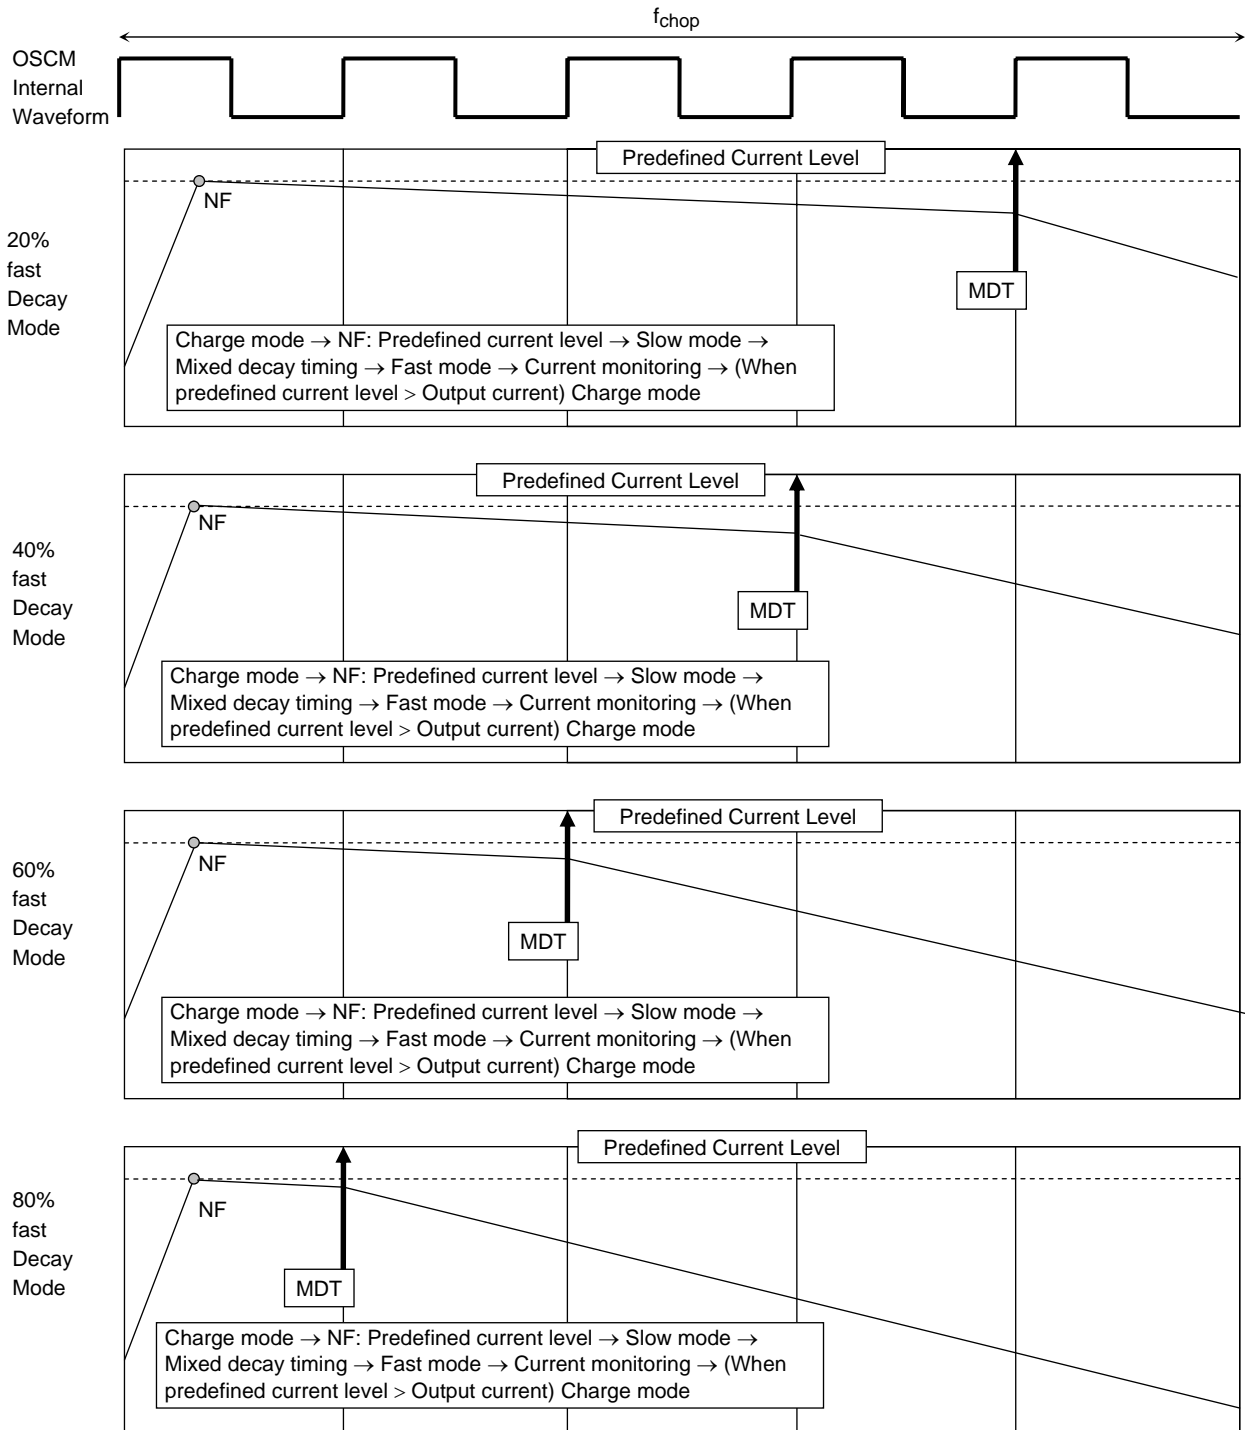 fchop
OSCM
Internal
Waveform
Predefined Current Level
NF
20%
fast
Decay
Mode
MDT
Charge mode → NF: Predefined current level → Slow mode →
Mixed decay timing → Fast mode → Current monitoring → (When
predefined current level > Output current) Charge mode
Predefined Current Level
NF
40%
fast
Decay
Mode
MDT
Charge mode → NF: Predefined current level → Slow mode →
Mixed decay timing → Fast mode → Current monitoring → (When
predefined current level > Output current) Charge mode
Predefined Current Level
NF
60%
fast
Decay
Mode
MDT
Charge mode → NF: Predefined current level → Slow mode →
Mixed decay timing → Fast mode → Current monitoring → (When
predefined current level > Output current) Charge mode
Predefined Current Level
NF
80%
fast
Decay
Mode
MDT
Charge mode → NF: Predefined current level → Slow mode →
Mixed decay timing → Fast mode → Current monitoring → (When
predefined current level > Output current) Charge mode